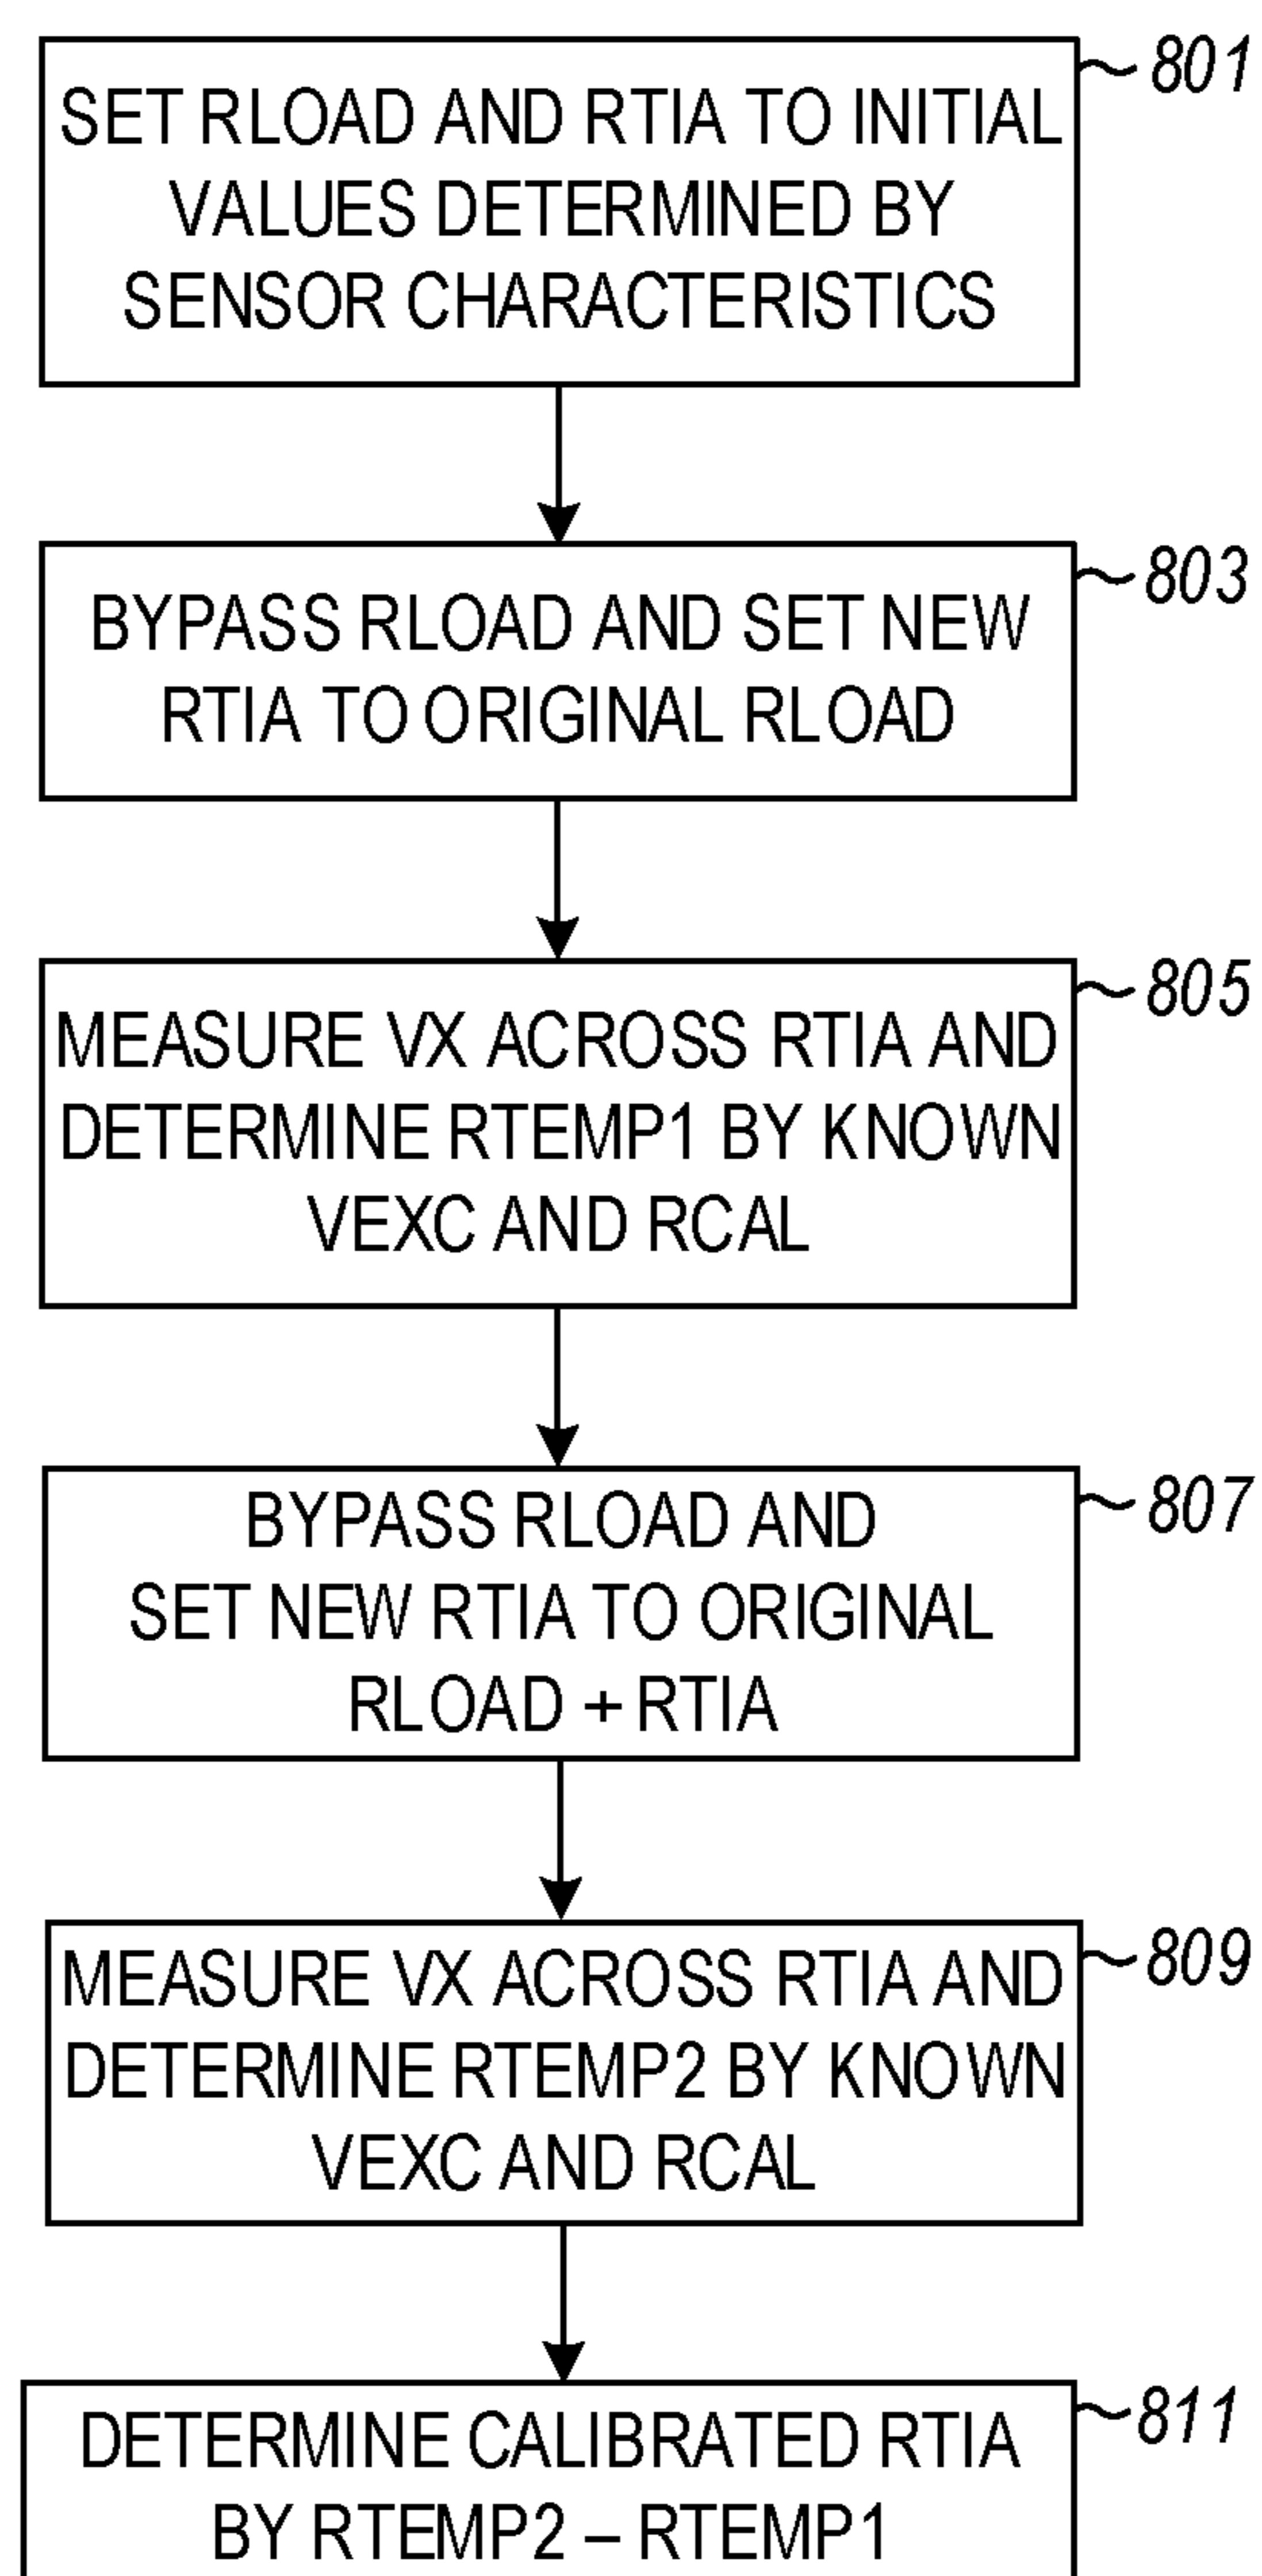 801
SET RLOAD AND RTIA TO INITIAL
VALUES DETERMINED BY
SENSOR CHARACTERISTICS
803
BYPASS RLOAD AND SET NEW
RTIA TO ORIGINAL RLOAD
805
MEASURE VX ACROSS RTIA AND
DETERMINE RTEMP1 BY KNOWN
VEXC AND RCAL
807
BYPASS RLOAD AND
SET NEW RTIA TO ORIGINAL
RLOAD + RTIA
809
MEASURE VX ACROSS RTIA AND
DETERMINE RTEMP2 BY KNOWN
VEXC AND RCAL
811
DETERMINE CALIBRATED RTIA
BY RTEMP2 – RTEMP1